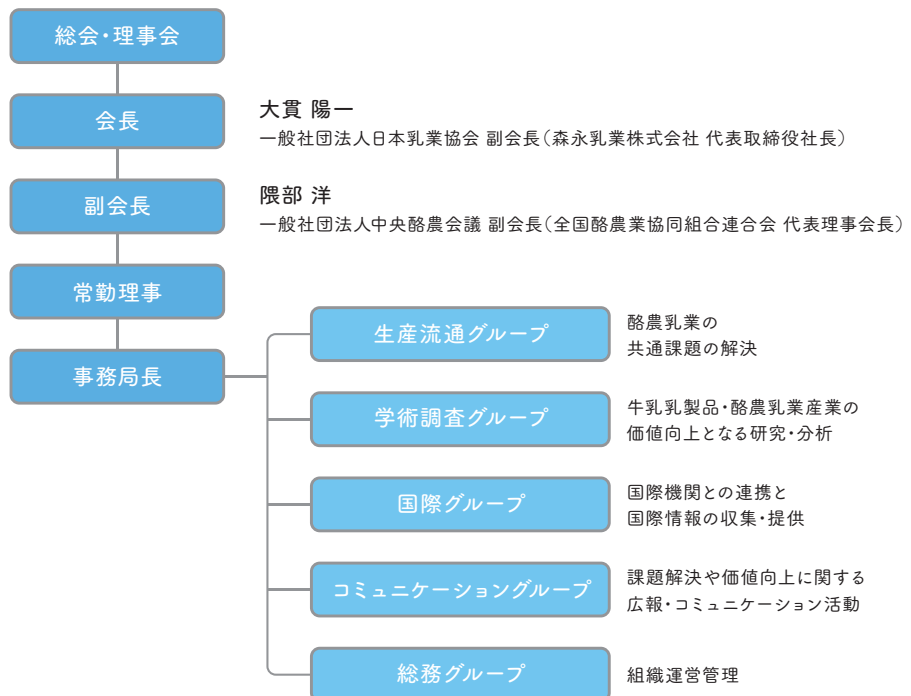 総会・理事会
会長
大貫 陽一
一般社団法人日本乳業協会 副会長(森永乳業株式会社 代表取締役社長)
副会長
隈部 洋
一般社団法人中央酪農会議 副会長(全国酪農業協同組合連合会 代表理事会長)
常勤理事
事務局長
生産流通グループ
酪農乳業の
共通課題の解決
学術調査グループ
牛乳乳製品・酪農乳業産業の
価値向上となる研究・分析
国際グループ
国際機関との連携と
国際情報の収集・提供
コミュニケーショングループ
課題解決や価値向上に関する
広報・コミュニケーション活動
総務グループ
組織運営管理